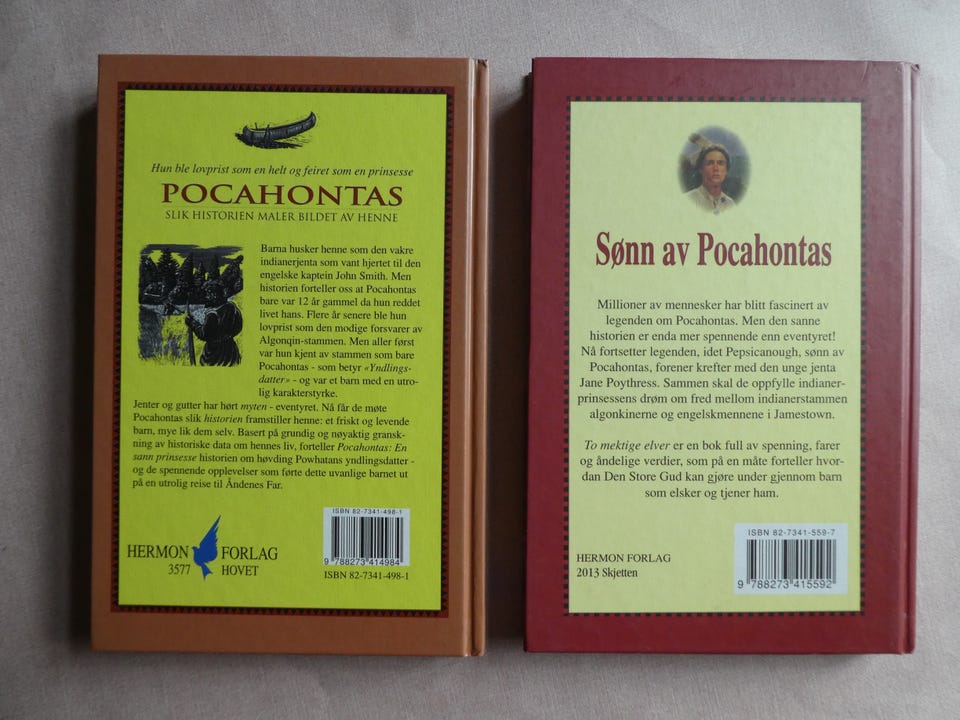 Hun ble lovprist som en helt og feiret som en prinsesse
POCAHONTAS
SLIK HISTORIEN MALER BILDET AV HENNE
Barna husker henne som den vakre
indianerjenta som vant hjertet til den
engelske kaptein John Smith. Men
historien forteller oss at Pocahontas
bare var 12 år gammel da hun reddet
livet hans. Flere år senere ble hun
lovprist som den modige forsvarer av
Algonqin-stammen. Men aller først
var hun kjent av stammen som bare
Pocahontas - som betyr «Yndlings-
datter» - og var et barn med en utro-
lig karakterstyrke.
Jenter og gutter har hørt myten - eventyret. Nå får de møte
Pocahontas slik historien framstiller henne: et friskt og levende
barn, mye lik dem selv. Basert på grundig og nøyaktig gransk-
ning av historiske data om hennes liv, forteller Pocahontas: En
sann prinsesse historien om høvding Powhatans yndlingsdatter -
og de spennende opplevelser som førte dette uvanlige barnet ut
på en utrolig reise til Åndenes Far.
HERMON FORLAG
3577 HOVET
ISBN 82-7341-498-1
9 788273 414984
ISBN 82-7341-498-1
Sønn av Pocahontas
Millioner av mennesker har blitt fascinert av
legenden om Pocahontas. Men den sanne
historien er enda mer spennende enn eventyret!
Nå fortsetter legenden, idet Pepsicanough, sønn av
Pocahontas, forener krefter med den unge jenta
Jane Poythress. Sammen skal de oppfylle indianer-
prinsessens drøm om fred mellom indianerstammen
algonkinerne og engelskmennene i Jamestown.
To mektige elver er en bok full av spenning, farer
og åndelige verdier, som på en måte forteller hvor-
dan Den Store Gud kan gjøre under gjennom barn
som elsker og tjener ham.
HERMON FORLAG
2013 Skjetten
ISBN 82-7341-559-7
9 788273 415592